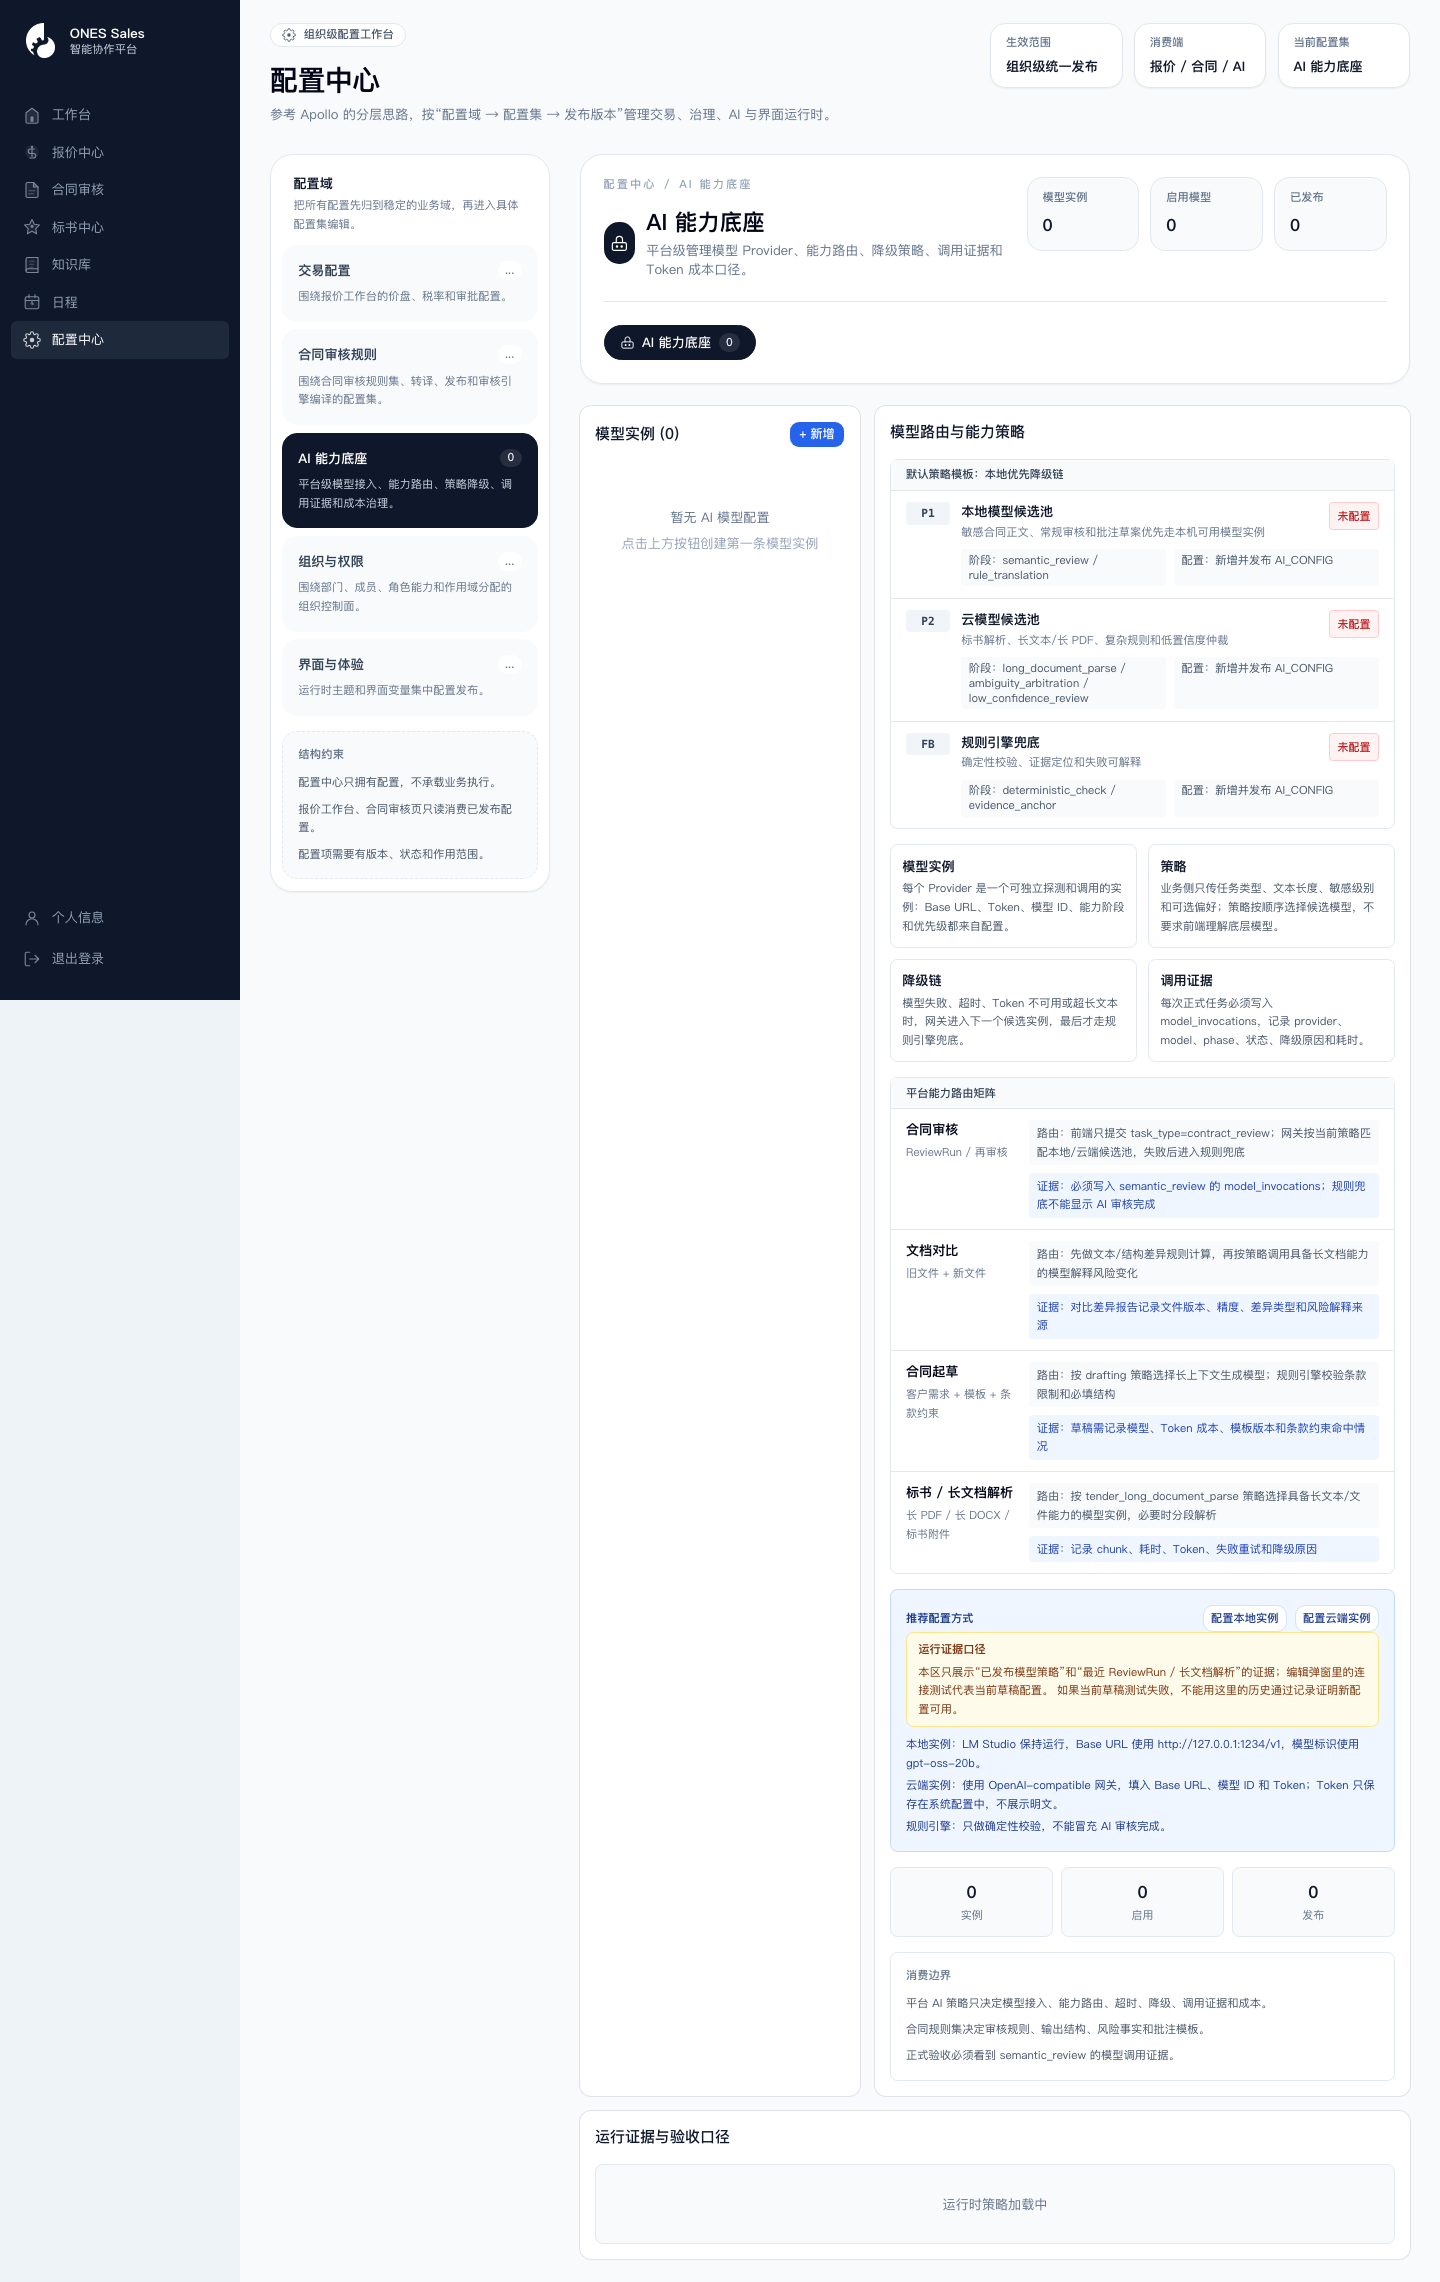 ONES Sales
智能协作平台
工作台
报价中心
合同审核
标书中心
知识库
日程
配置中心
个人信息
退出登录
组织级配置工作台
配置中心
参考 Apollo 的分层思路，按“配置域 → 配置集 → 发布版本”管理交易、治理、AI 与界面运行时。
生效范围
组织级统一发布
消费端
报价 / 合同 / AI
当前配置集
AI 能力底座
配置域
把所有配置先归到稳定的业务域，再进入具体
配置集编辑。
交易配置
...
围绕报价工作台的价盘、税率和审批配置。
合同审核规则
...
围绕合同审核规则集、转译、发布和审核引
擎编译的配置集。
AI 能力底座
0
平台级模型接入、能力路由、策略降级、调
用证据和成本治理。
组织与权限
...
围绕部门、成员、角色能力和作用域分配的
组织控制面。
界面与体验
...
运行时主题和界面变量集中配置发布。
结构约束
配置中心只拥有配置，不承载业务执行。
报价工作台、合同审核页只读消费已发布配
置。
配置项需要有版本、状态和作用范围。
配置中心 / AI 能力底座
AI 能力底座
平台级管理模型 Provider、能力路由、降级策略、调用证据和
Token 成本口径。
模型实例
0
启用模型
0
已发布
0
AI 能力底座 0
模型实例 (0)
+ 新增
暂无 AI 模型配置
点击上方按钮创建第一条模型实例
模型路由与能力策略
默认策略模板：本地优先降级链
P1
本地模型候选池
未配置
敏感合同正文、常规审核和批注草案优先走本机可用模型实例
阶段：semantic_review /
rule_translation
配置：新增并发布 AI_CONFIG
P2
云模型候选池
未配置
标书解析、长文本/长 PDF、复杂规则和低置信度仲裁
阶段：long_document_parse /
ambiguity_arbitration /
low_confidence_review
配置：新增并发布 AI_CONFIG
FB
规则引擎兜底
未配置
确定性校验、证据定位和失败可解释
阶段：deterministic_check /
evidence_anchor
配置：新增并发布 AI_CONFIG
模型实例
每个 Provider 是一个可独立探测和调用的实
例：Base URL、Token、模型 ID、能力阶段
和优先级都来自配置。
策略
业务侧只传任务类型、文本长度、敏感级别
和可选偏好；策略按顺序选择候选模型，不
要求前端理解底层模型。
降级链
模型失败、超时、Token 不可用或超长文本
时，网关进入下一个候选实例，最后才走规
则引擎兜底。
调用证据
每次正式任务必须写入
model_invocations，记录 provider、
model、phase、状态、降级原因和耗时。
平台能力路由矩阵
合同审核
ReviewRun / 再审核
路由：前端只提交 task_type=contract_review；网关按当前策略匹
配本地/云端候选池，失败后进入规则兜底
证据：必须写入 semantic_review 的 model_invocations；规则兜
底不能显示 AI 审核完成
文档对比
旧文件 + 新文件
路由：先做文本/结构差异规则计算，再按策略调用具备长文档能力
的模型解释风险变化
证据：对比差异报告记录文件版本、精度、差异类型和风险解释来
源
合同起草
客户需求 + 模板 + 条
款约束
路由：按 drafting 策略选择长上下文生成模型；规则引擎校验条款
限制和必填结构
证据：草稿需记录模型、Token 成本、模板版本和条款约束命中情
况
标书 / 长文档解析
长 PDF / 长 DOCX /
标书附件
路由：按 tender_long_document_parse 策略选择具备长文本/文
件能力的模型实例，必要时分段解析
证据：记录 chunk、耗时、Token、失败重试和降级原因
推荐配置方式
配置本地实例
配置云端实例
运行证据口径
本区只展示“已发布模型策略”和“最近 ReviewRun / 长文档解析”的证据；编辑弹窗里的连
接测试代表当前草稿配置。 如果当前草稿测试失败，不能用这里的历史通过记录证明新配
置可用。
本地实例：LM Studio 保持运行，Base URL 使用 http://127.0.0.1:1234/v1，模型标识使用
gpt-oss-20b。
云端实例：使用 OpenAI-compatible 网关，填入 Base URL、模型 ID 和 Token；Token 只保
存在系统配置中，不展示明文。
规则引擎：只做确定性校验，不能冒充 AI 审核完成。
0
实例
0
启用
0
发布
消费边界
平台 AI 策略只决定模型接入、能力路由、超时、降级、调用证据和成本。
合同规则集决定审核规则、输出结构、风险事实和批注模板。
正式验收必须看到 semantic_review 的模型调用证据。
运行证据与验收口径
运行时策略加载中